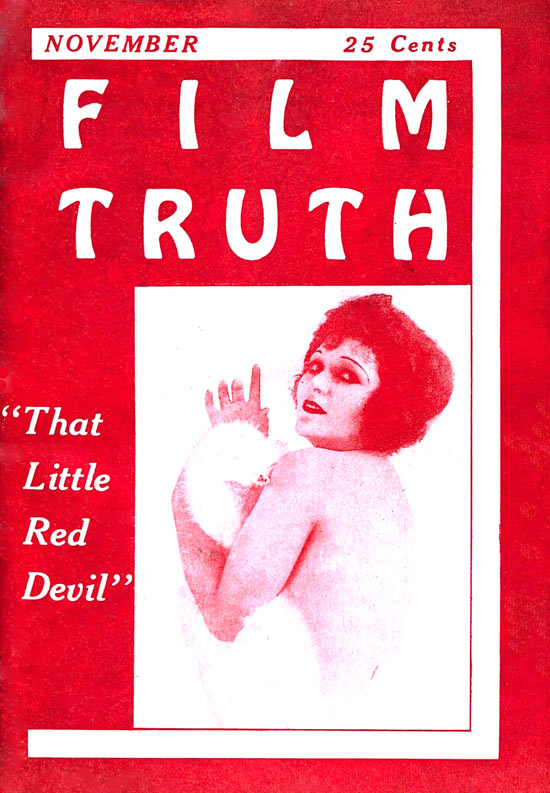 NOVEMBER 25 Cents
FILM
TRUTH
“That
Little
Red
Devil”